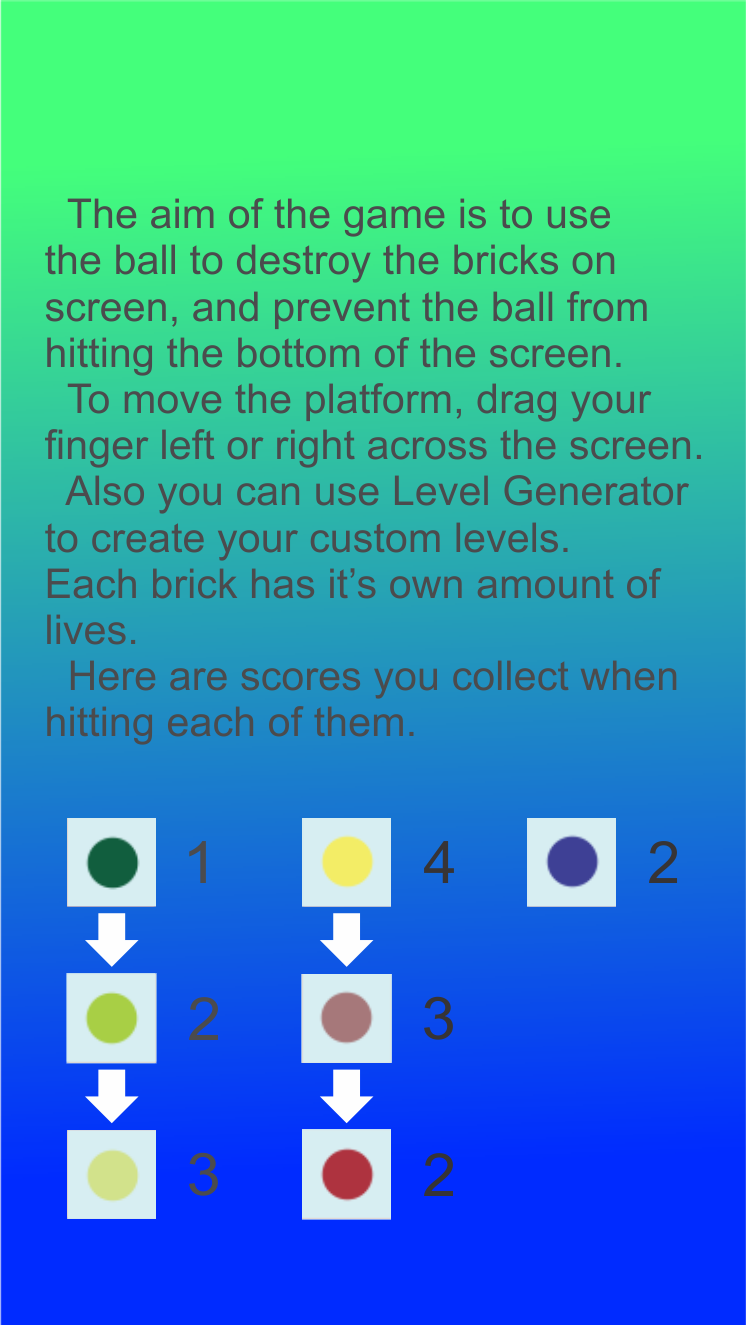 The aim of the game is to use
the ball to destroy the bricks on
screen, and prevent the ball from
hitting the bottom of the screen.
To move the platform, drag your
finger left or right across the screen.
Also you can use Level Generator
to create your custom levels.
Each brick has it’s own amount of
lives.
Here are scores you collect when
hitting each of them.
1 4 2
2 3
3 2